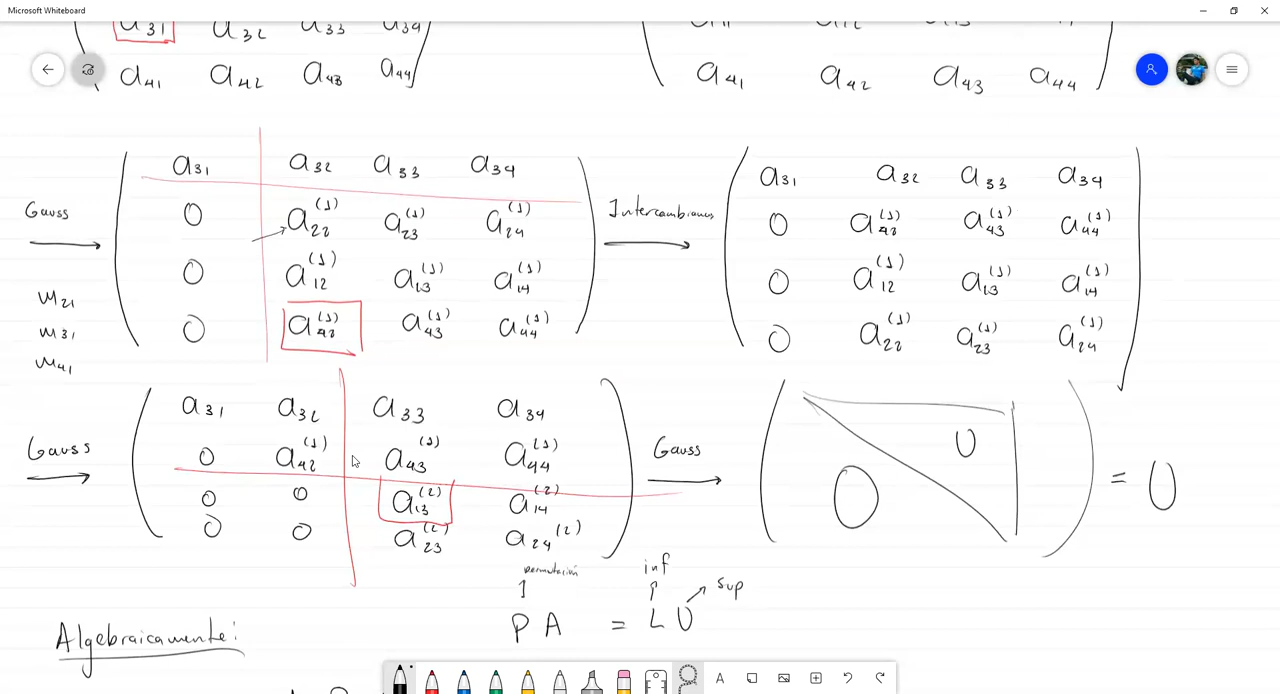 Microsoft Whiteboard
a31 a32 a33 a34
a41 a42 a43 a44
a41 a42 a43 a44
Gauss
m21
m31
m41
a31 a32 a33 a34
0 a22(1) a23(1) a24(1)
0 a12(1) a13(1) a14(1)
0 a42(1) a43(1) a44(1)
Intercambiamos
a31 a32 a33 a34
0 a42(1) a43(1) a44(1)
0 a12(1) a13(1) a14(1)
0 a22(1) a23(1) a24(1)
Gauss
a31 a32 a33 a34
0 a42(1) a43(1) a44(1)
0 0 a13(2) a14(2)
0 0 a23(2) a24(2)
Gauss
U
0
= U
permutación
inf
sup
PA = LU
Algebraicamente:
A